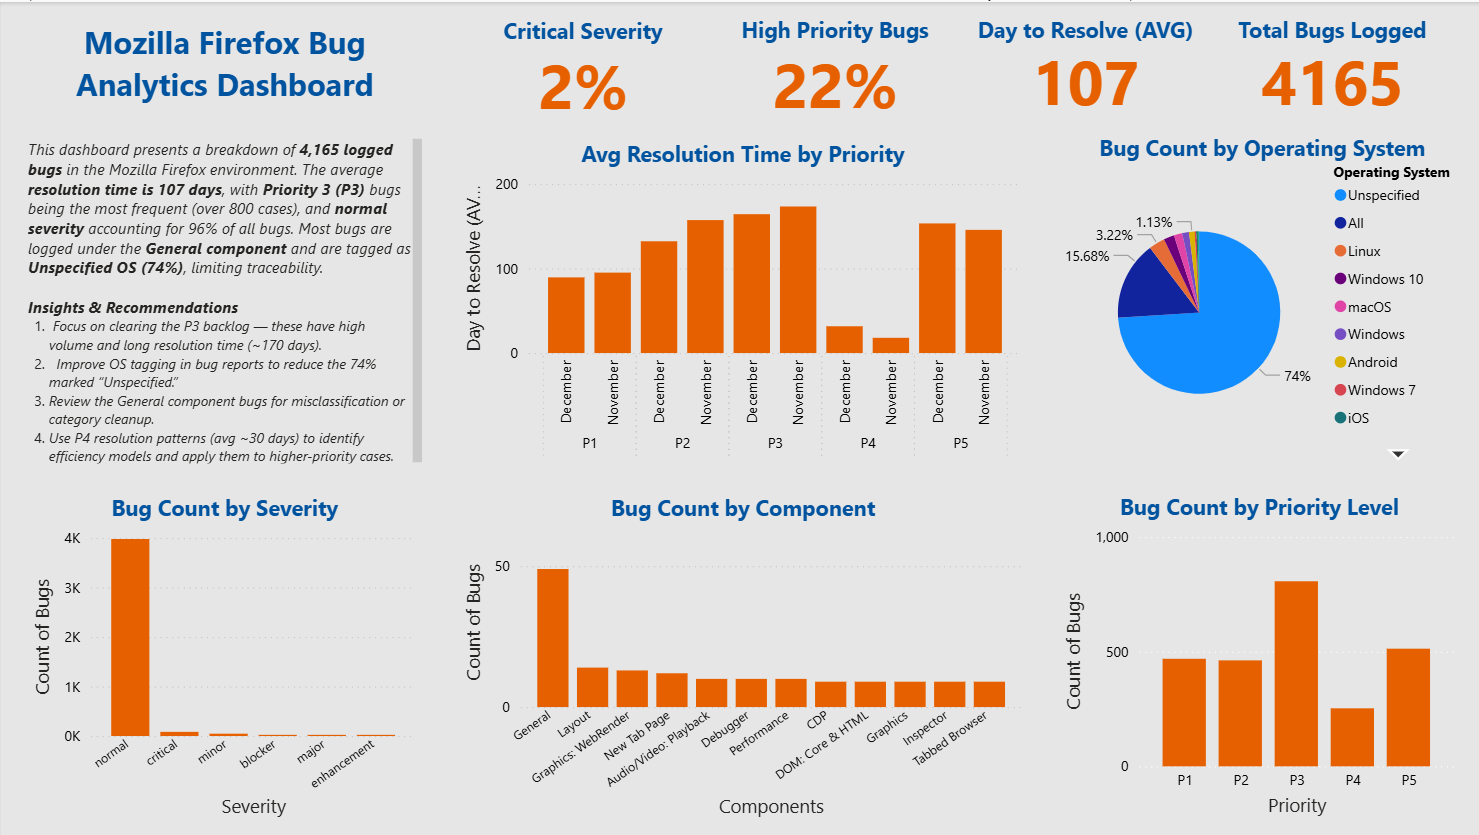 Mozilla Firefox Bug
Analytics Dashboard
Critical Severity
2%
High Priority Bugs
22%
Day to Resolve (AVG)
107
Total Bugs Logged
4165
This dashboard presents a breakdown of 4,165 logged
bugs in the Mozilla Firefox environment. The average
resolution time is 107 days, with Priority 3 (P3) bugs
being the most frequent (over 800 cases), and normal
severity accounting for 96% of all bugs. Most bugs are
logged under the General component and are tagged as
Unspecified OS (74%), limiting traceability.
Insights & Recommendations
1. Focus on clearing the P3 backlog — these have high
volume and long resolution time (~170 days).
2. Improve OS tagging in bug reports to reduce the 74%
marked “Unspecified.”
3. Review the General component bugs for misclassification or
category cleanup.
4. Use P4 resolution patterns (avg ~30 days) to identify
efficiency models and apply them to higher-priority cases.
Avg Resolution Time by Priority
Day to Resolve (AV...
200
100
0
December
November
December
November
December
November
December
November
December
November
P1
P2
P3
P4
P5
Bug Count by Operating System
Operating System
Unspecified
All
Linux
Windows 10
macOS
Windows
Android
Windows 7
iOS
1.13%
3.22%
15.68%
74%
Bug Count by Severity
Count of Bugs
4K
3K
2K
1K
0K
normal
critical
minor
blocker
major
enhancement
Severity
Bug Count by Component
Count of Bugs
50
0
General
Layout
Graphics: WebRender
New Tab Page
Audio/Video: Playback
Debugger
Performance
CDP
DOM: Core & HTML
Graphics
Inspector
Tabbed Browser
Components
Bug Count by Priority Level
Count of Bugs
1,000
500
0
P1
P2
P3
P4
P5
Priority